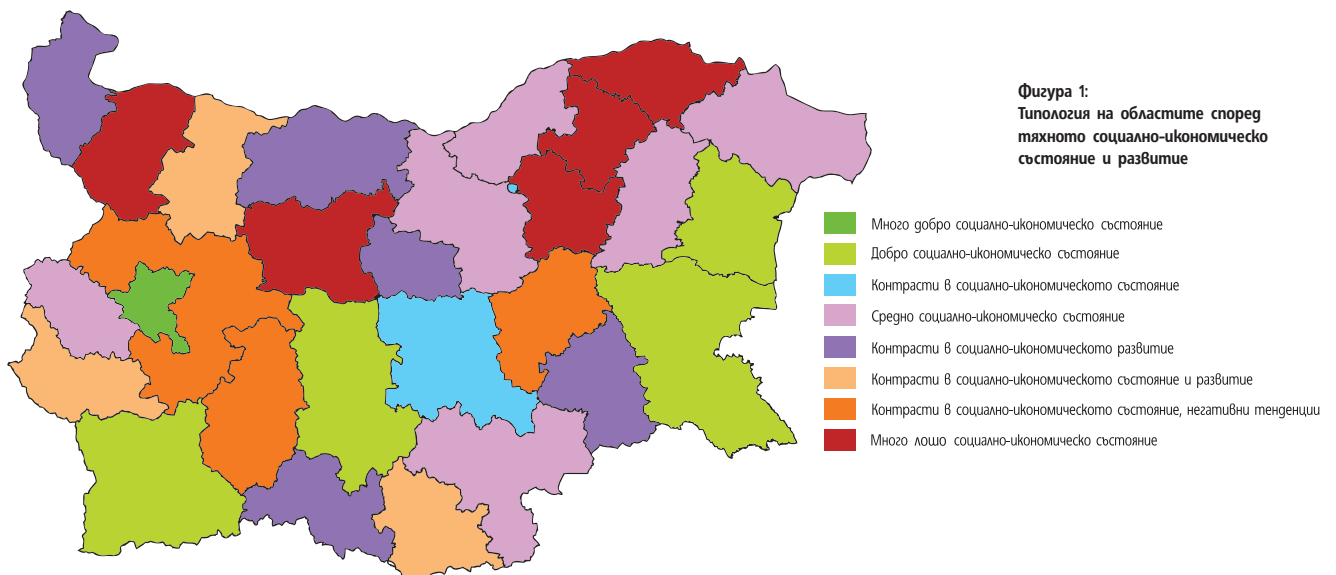 Фигура 1:
Типология на областите според
тяхното социално-икономическо
състояние и развитие
Много добро социално-икономическо състояние
Добро социално-икономическо състояние
Контрасти в социално-икономическото състояние
Средно социално-икономическо състояние
Контрасти в социално-икономическото развитие
Контрасти в социално-икономическото състояние и развитие
Контрасти в социално-икономическото състояние, негативни тенденции
Много лошо социално-икономическо състояние